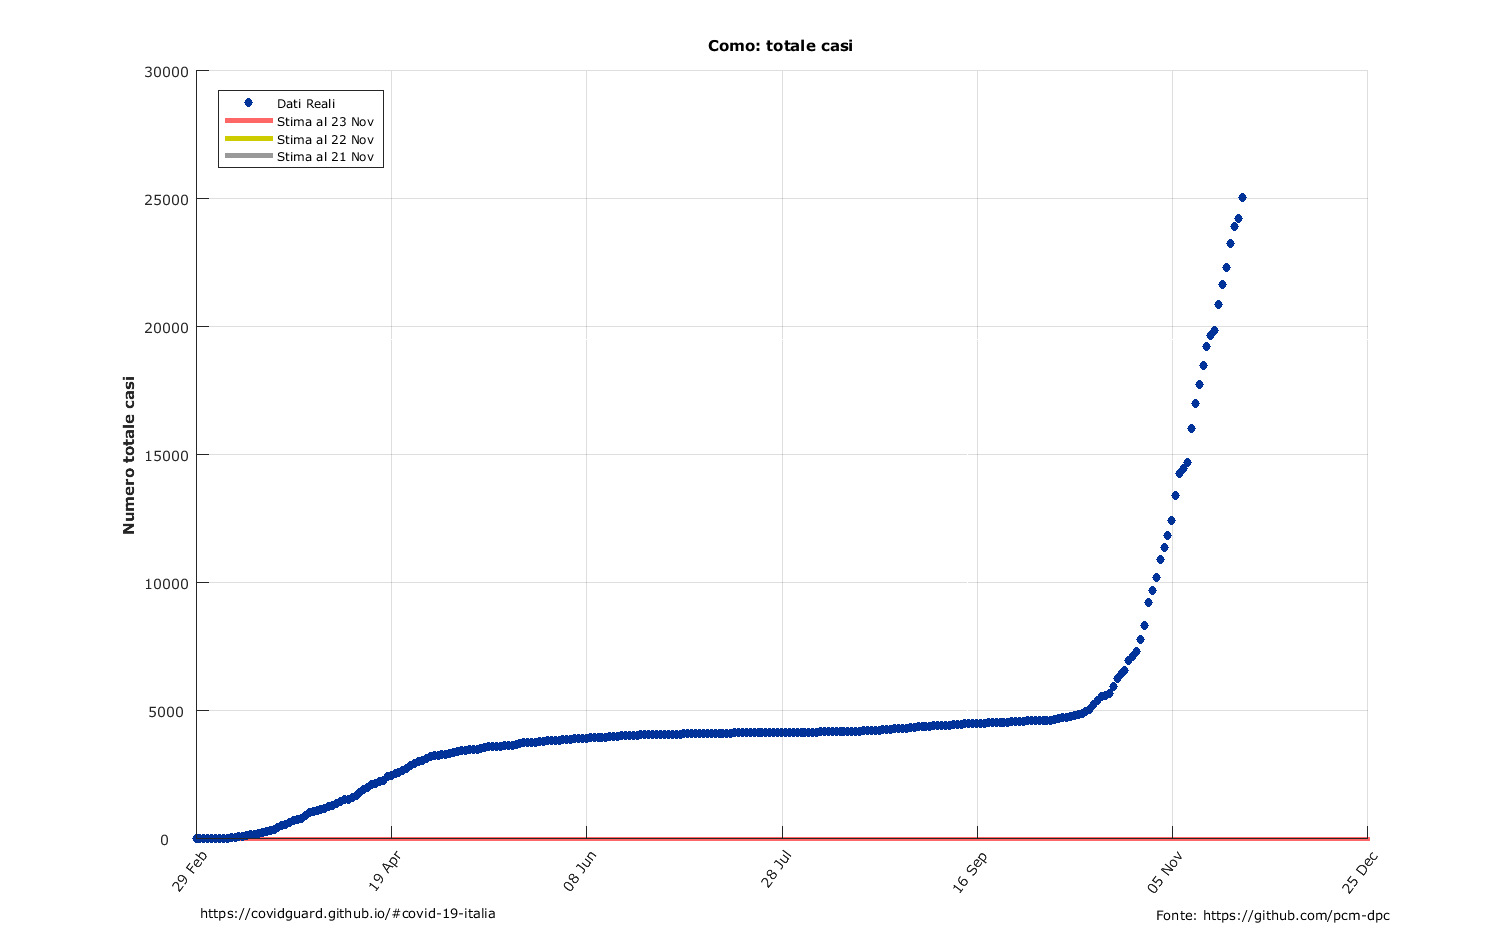 Como: totale casi
30000
25000
20000
15000
10000
5000
0
Numero totale casi
Dati Reali
Stima al 23 Nov
Stima al 22 Nov
Stima al 21 Nov
29 Feb
19 Apr
08 Jun
28 Jul
16 Sep
05 Nov
25 Dec
https://covidguard.github.io/#covid-19-italia
Fonte: https://github.com/pcm-dpc